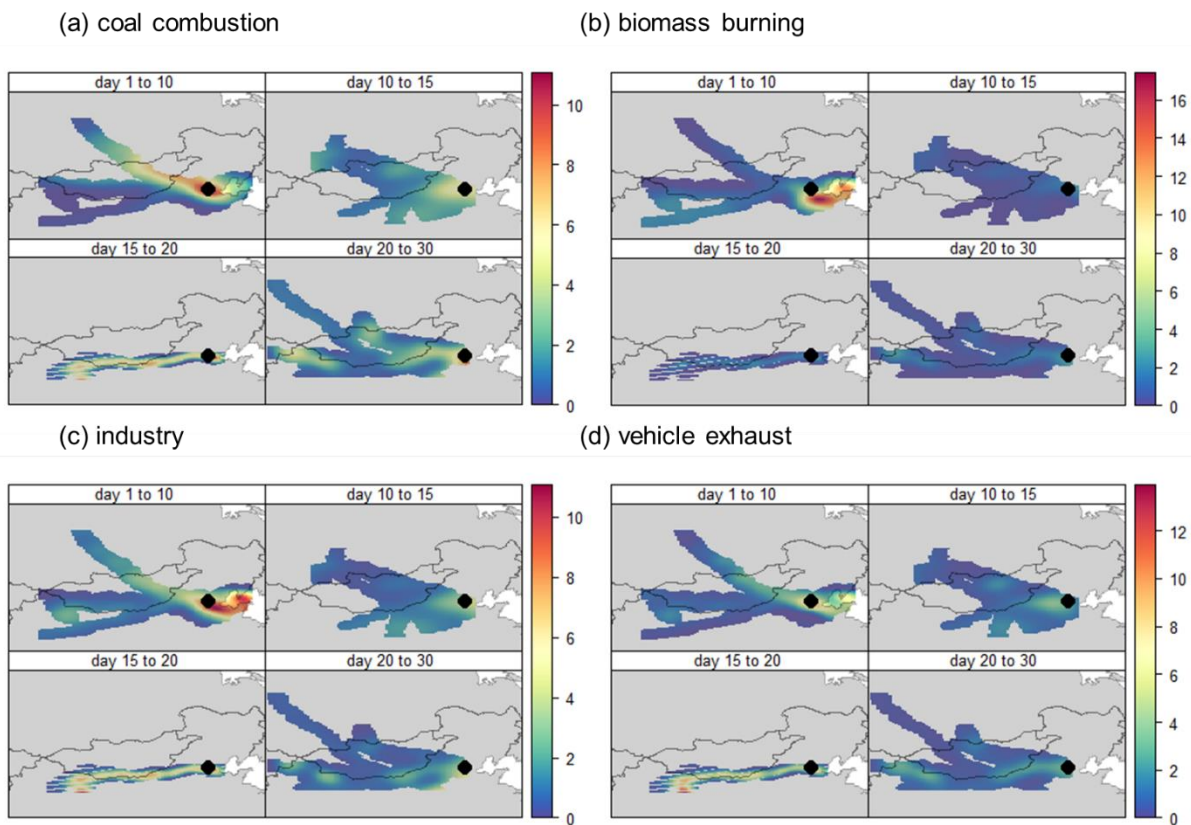 (a) coal combustion
(b) biomass burning
day 1 to 10
day 10 to 15
10
8
6
4
2
0
day 15 to 20
day 20 to 30
day 1 to 10
day 10 to 15
16
14
12
10
8
6
4
2
0
day 15 to 20
day 20 to 30
(c) industry
(d) vehicle exhaust
day 1 to 10
day 10 to 15
10
8
6
4
2
0
day 15 to 20
day 20 to 30
day 1 to 10
day 10 to 15
12
10
8
6
4
2
0
day 15 to 20
day 20 to 30